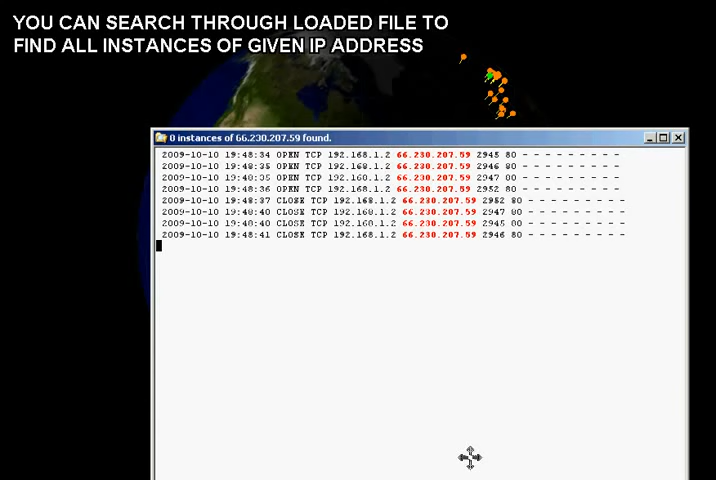 YOU CAN SEARCH THROUGH LOADED FILE TO
FIND ALL INSTANCES OF GIVEN IP ADDRESS
0 instances of 66.230.207.59 found.
2009-10-10 19:48:34 OPEN TCP 192.168.1.2 66.230.207.59 2945 80 - - - - - - - - -
2009-10-10 19:48:35 OPEN TCP 192.168.1.2 66.230.207.59 2946 80 - - - - - - - - -
2009-10-10 19:48:35 OPEN TCP 192.168.1.2 66.230.207.59 2947 80 - - - - - - - - -
2009-10-10 19:48:36 OPEN TCP 192.168.1.2 66.230.207.59 2952 80 - - - - - - - - -
2009-10-10 19:48:37 CLOSE TCP 192.168.1.2 66.230.207.59 2952 80 - - - - - - - - -
2009-10-10 19:48:40 CLOSE TCP 192.168.1.2 66.230.207.59 2947 80 - - - - - - - - -
2009-10-10 19:48:40 CLOSE TCP 192.168.1.2 66.230.207.59 2945 80 - - - - - - - - -
2009-10-10 19:48:41 CLOSE TCP 192.168.1.2 66.230.207.59 2946 80 - - - - - - - - -